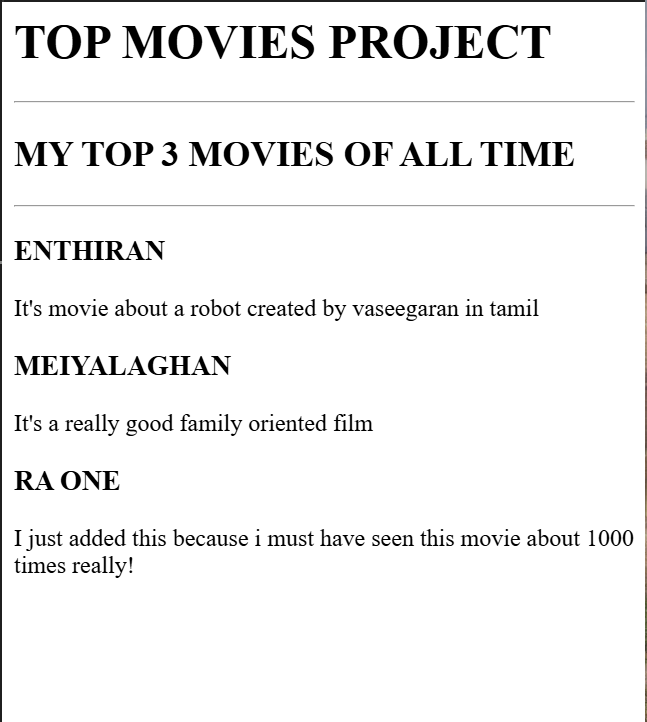 TOP MOVIES PROJECT
MY TOP 3 MOVIES OF ALL TIME
ENTHIRAN
It's movie about a robot created by vaseegaran in tamil
MEIYALAGHAN
It's a really good family oriented film
RA ONE
I just added this because i must have seen this movie about 1000
times really!